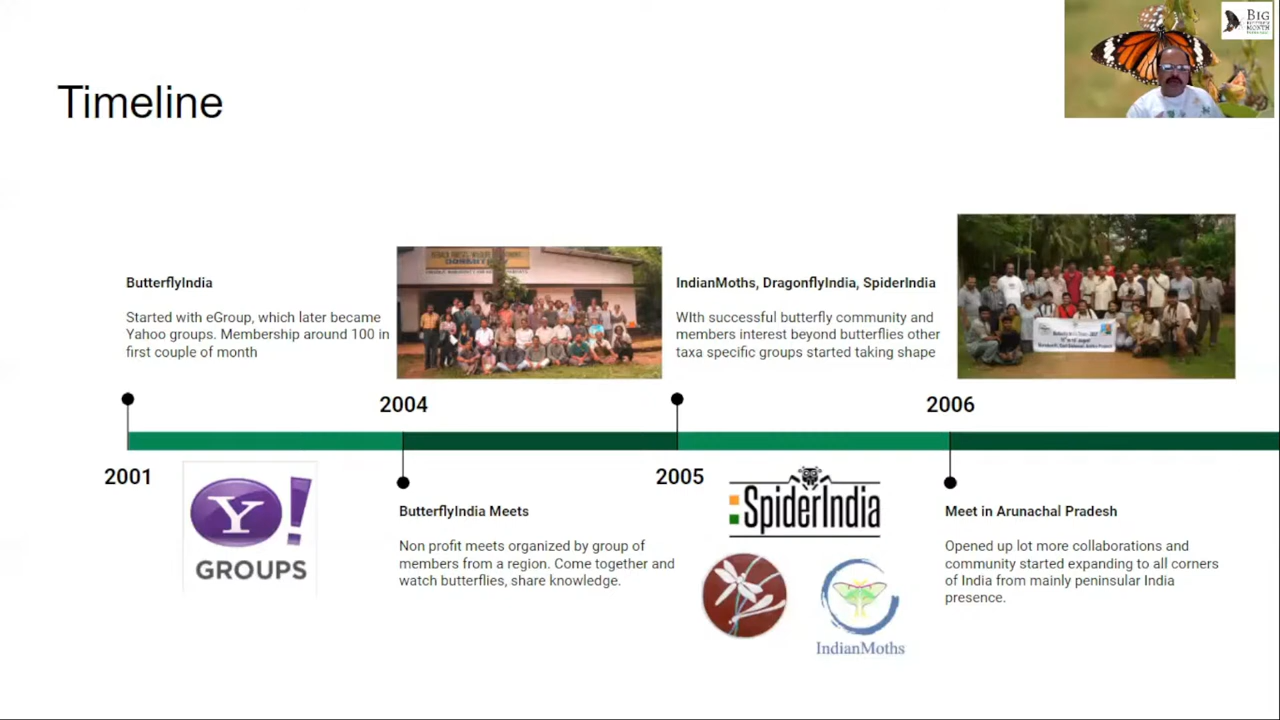 BIG
BUTTERFLY
MONTH
Timeline
ButterflyIndia
Started with eGroup, which later became
Yahoo groups. Membership around 100 in
first couple of month
IndianMoths, DragonflyIndia, SpiderIndia
WIth successful butterfly community and
members interest beyond butterflies other
taxa specific groups started taking shape
2004
2006
2001
2005
Y!
GROUPS
SpiderIndia
IndianMoths
ButterflyIndia Meets
Non profit meets organized by group of
members from a region. Come together and
watch butterflies, share knowledge.
Meet in Arunachal Pradesh
Opened up lot more collaborations and
community started expanding to all corners
of India from mainly peninsular India
presence.